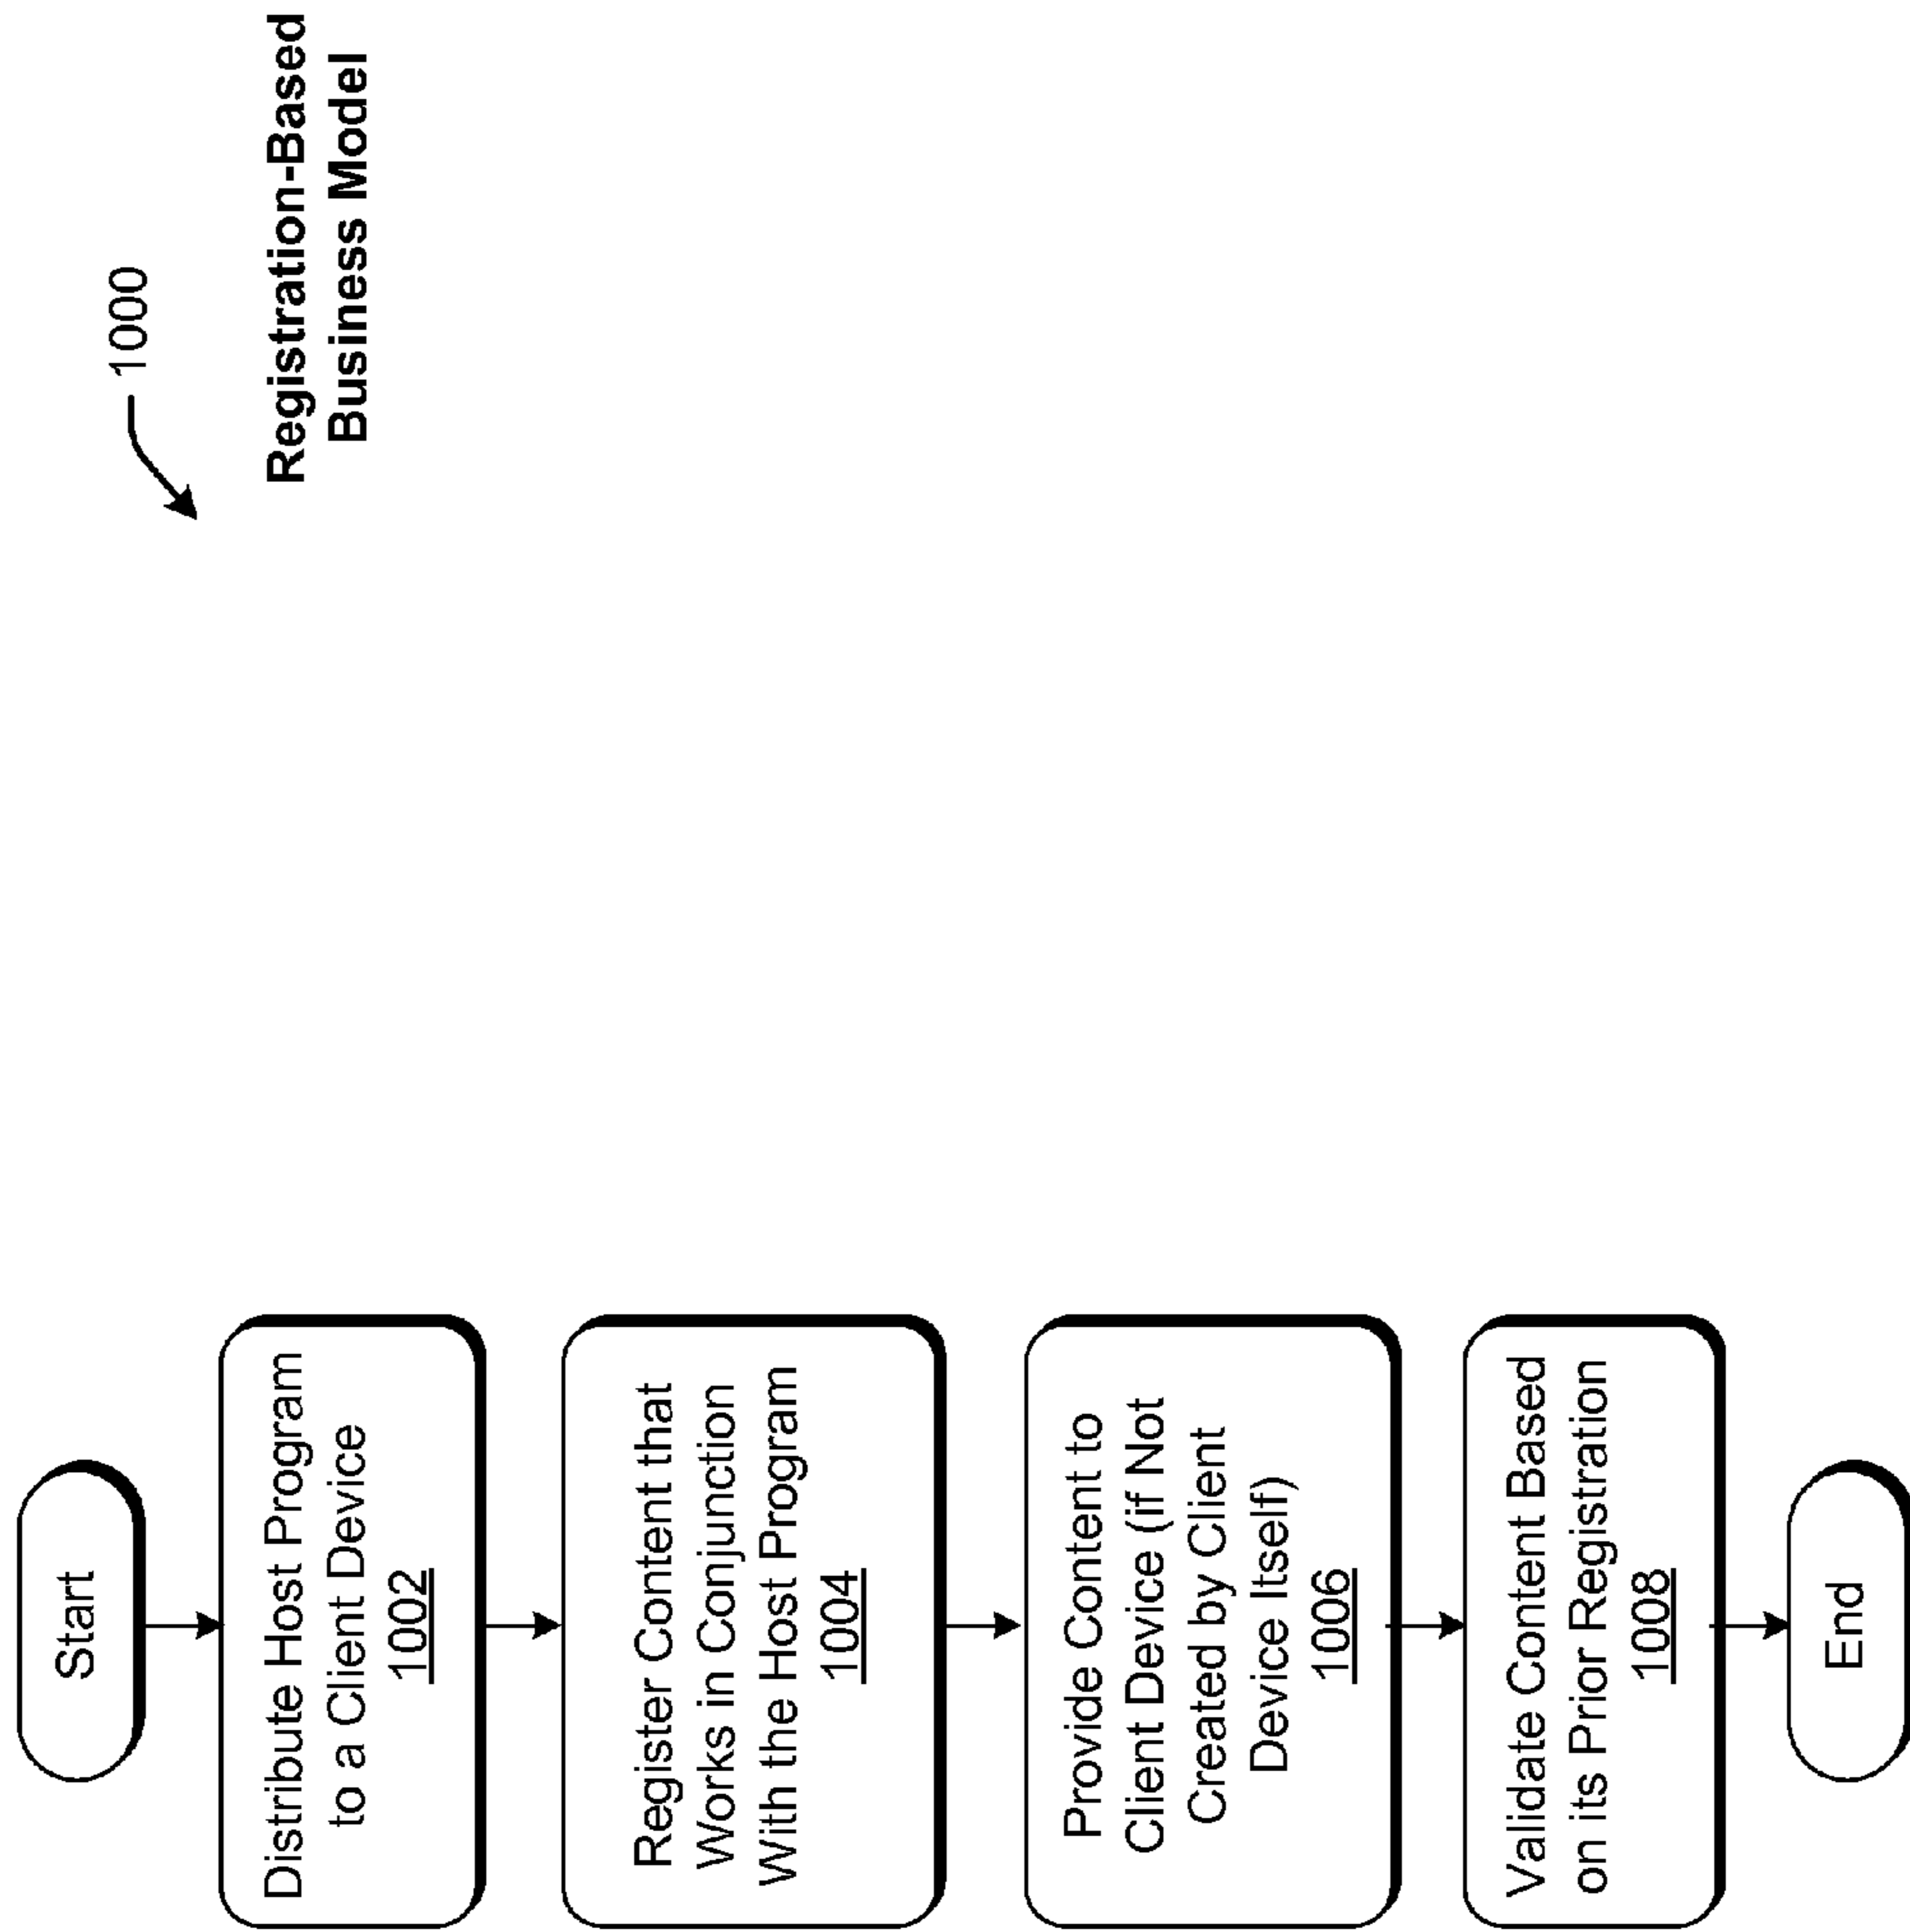 1000
Registration-Based
Business Model
Start
Distribute Host Program
to a Client Device
1002
Register Content that
Works in Conjunction
With the Host Program
1004
Provide Content to
Client Device (if Not
Created by Client
Device Itself)
1006
Validate Content Based
on its Prior Registration
1008
End